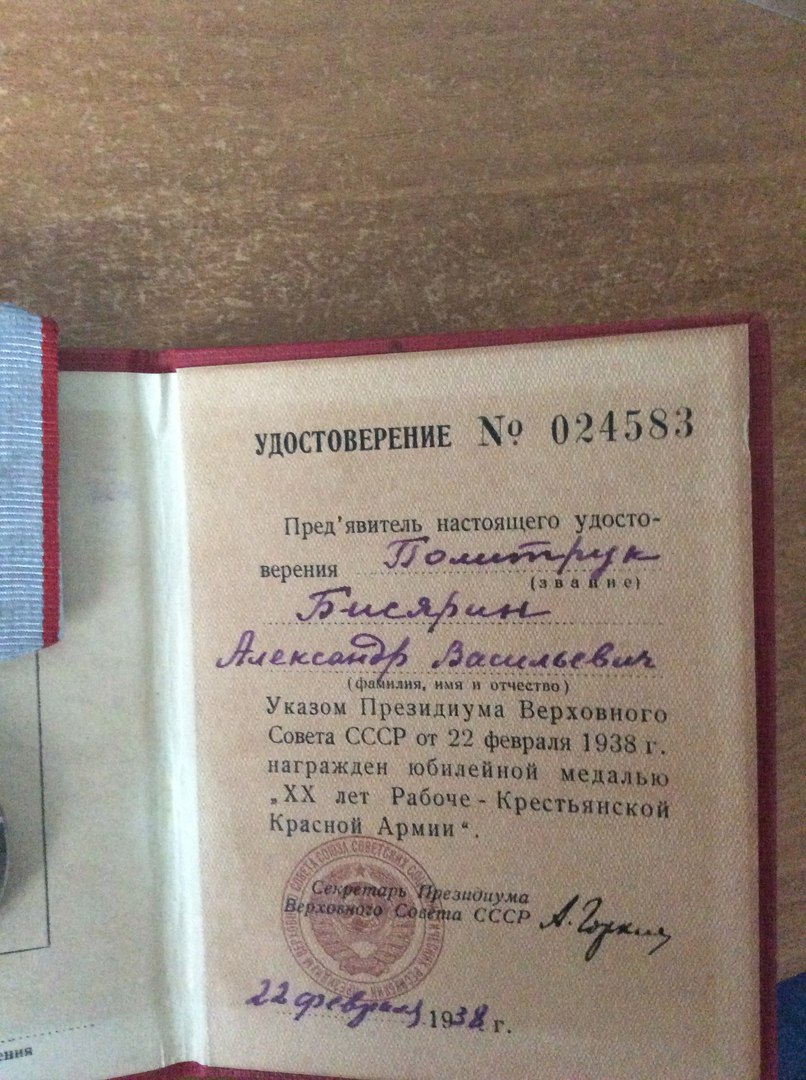 УДОСТОВЕРЕНИЕ № 024583
Пред'явитель настоящего удосто-
верения Политрук
(звание)
Бисярин
Александр Васильевич
(фамилия, имя и отчество)
Указом Президиума Верховного
Совета СССР от 22 февраля 1938 г.
награжден юбилейной медалью
„XX лет Рабоче-Крестьянской
Красной Армии“.
Секретарь Президиума
Верховного Совета СССР А. Горкин
22 февраля 1938 г.
ения